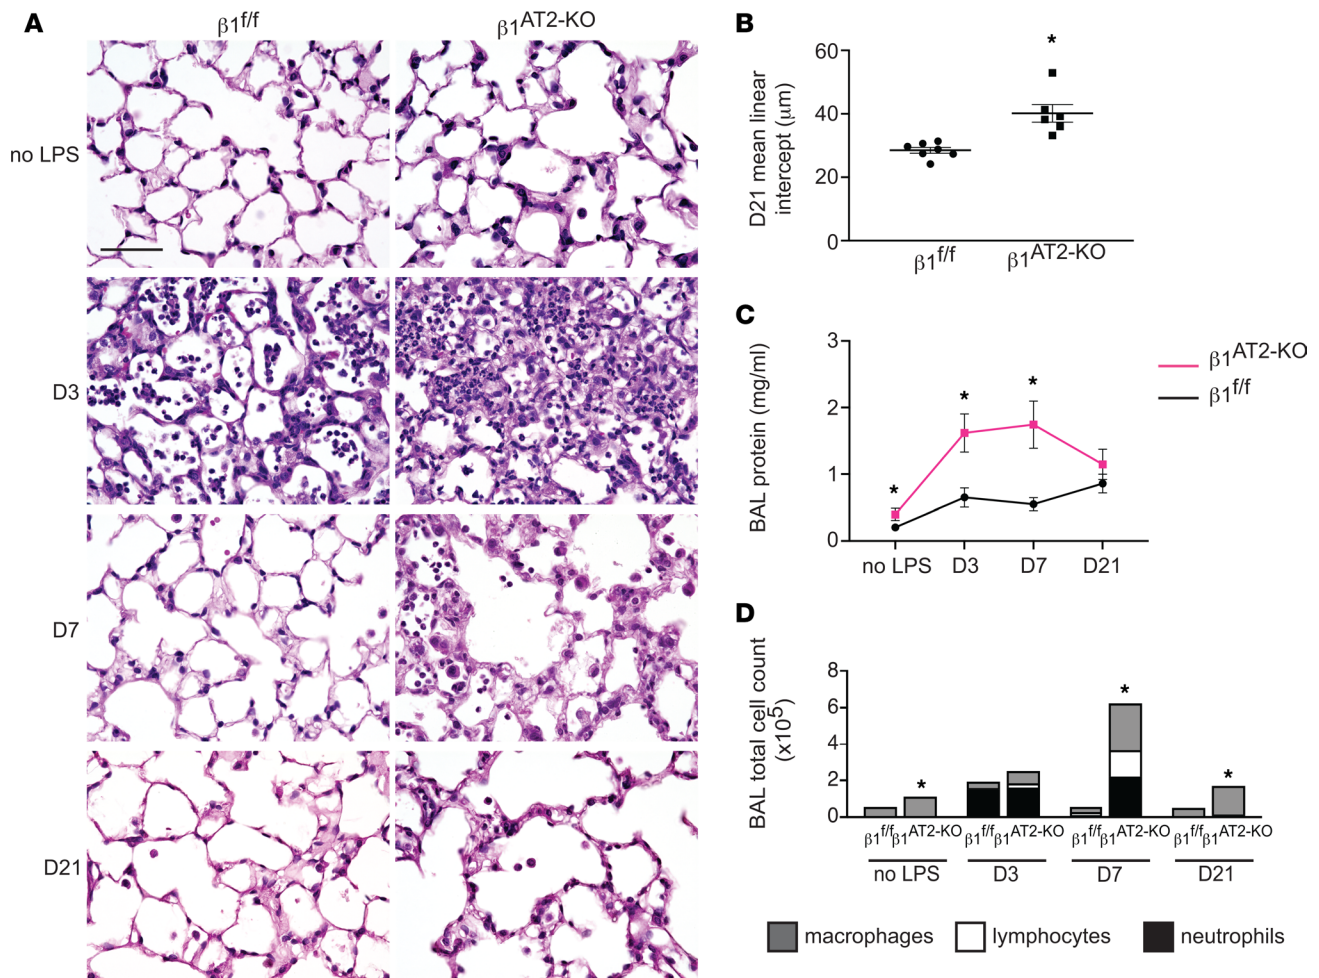 A
β1f/f
β1AT2-KO
no LPS
D3
D7
D21
B
D21 mean linear
intercept (μm)
60
40
20
0
*
β1f/f
β1AT2-KO
C
BAL protein (mg/ml)
3
2
1
0
*
*
*
no LPS
D3
D7
D21
β1AT2-KO
β1f/f
D
BAL total cell count
(x105)
8
6
4
2
0
*
*
*
β1f/f β1AT2-KO
β1f/f β1AT2-KO
β1f/f β1AT2-KO
β1f/f β1AT2-KO
no LPS
D3
D7
D21
macrophages
lymphocytes
neutrophils